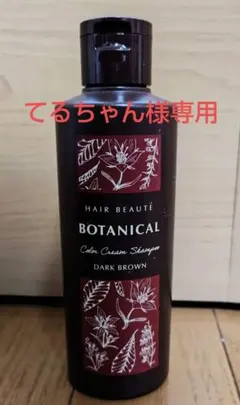 てるちゃん様専用
HAIR BEAUTÉ
BOTANICAL
Color Cream Shampoo
DARK BROWN